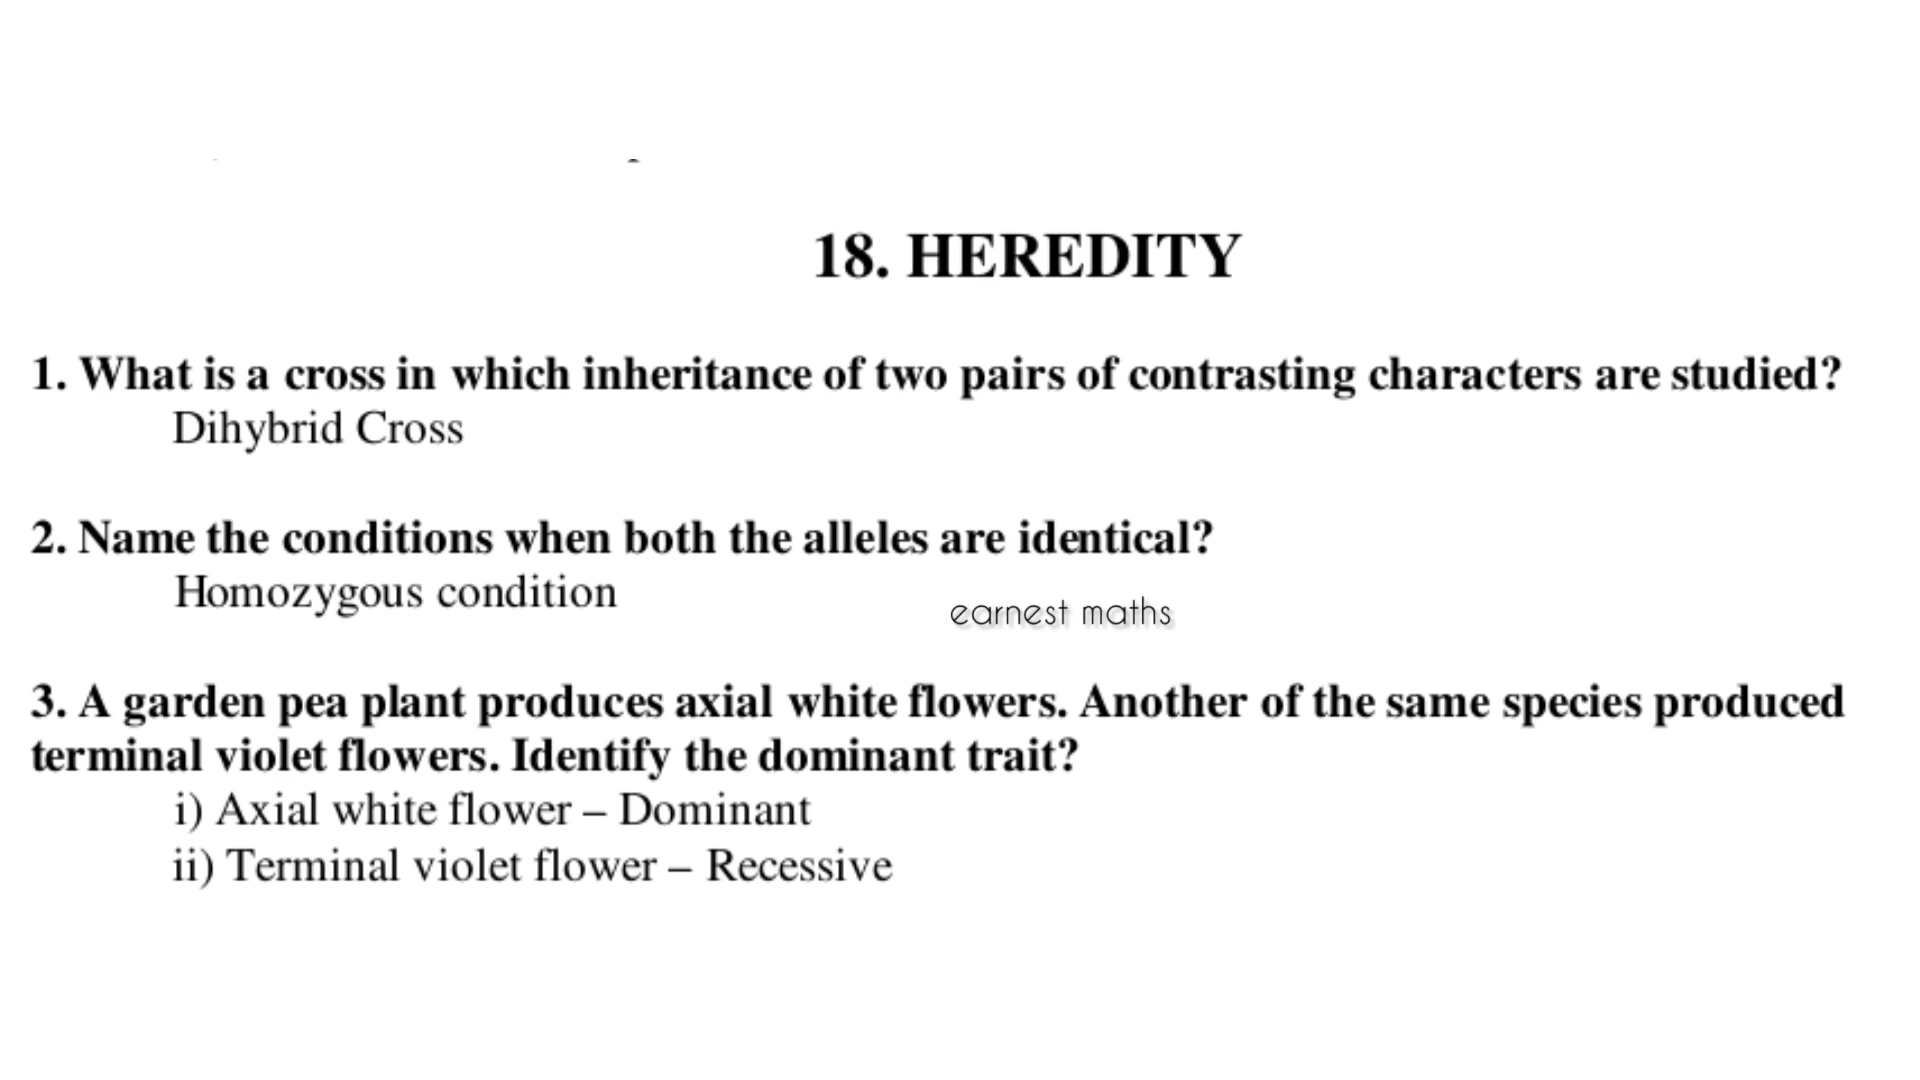 18. HEREDITY
1. What is a cross in which inheritance of two pairs of contrasting characters are studied?
Dihybrid Cross
2. Name the conditions when both the alleles are identical?
Homozygous condition
earnest maths
3. A garden pea plant produces axial white flowers. Another of the same species produced
terminal violet flowers. Identify the dominant trait?
i) Axial white flower – Dominant
ii) Terminal violet flower – Recessive